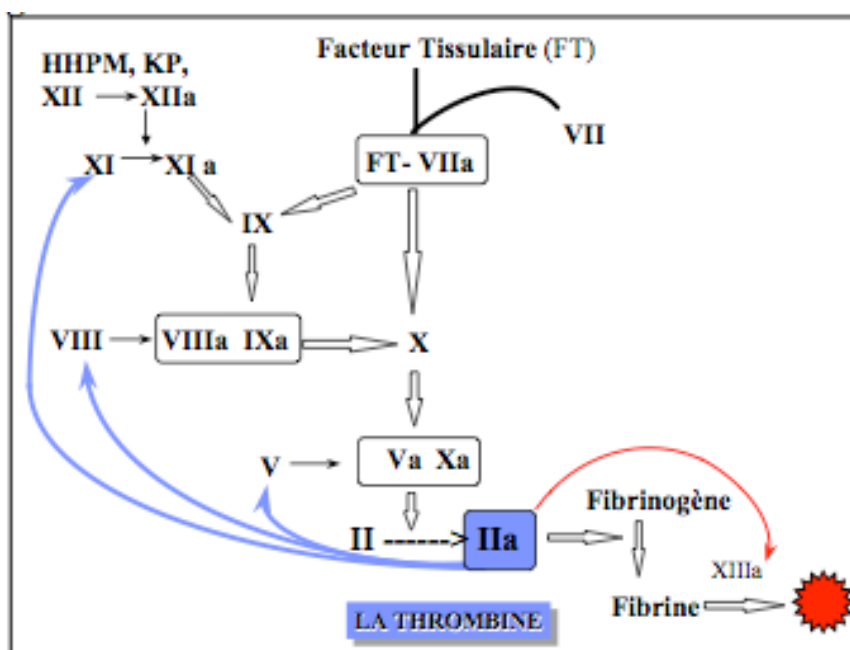 Facteur Tissulaire (FT)
HHPM, KP,
XII XIIa
VII
XI XI a
FT- VIIa
IX
VIII VIIIa IXa X
V Va Xa
Fibrinogène
II ------> IIa
XIIIa
Fibrine
LA THROMBINE